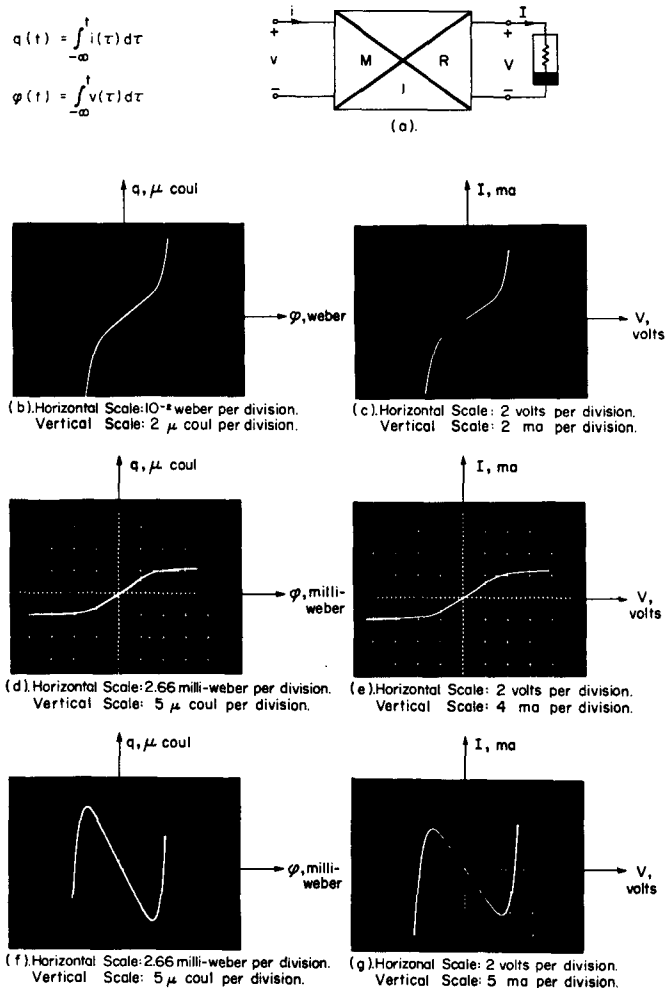 q(t) = ∫_{-∞}^{t} i(τ)dτ
φ(t) = ∫_{-∞}^{t} v(τ)dτ
i
+
v
−
M
R
I
I
+
V
−
(a).
q, μ coul
I, ma
φ, weber
V, volts
(b). Horizontal Scale: 10⁻² weber per division.
Vertical Scale: 2 μ coul per division.
(c). Horizontal Scale: 2 volts per division.
Vertical Scale: 2 ma per division.
q, μ coul
I, ma
φ, milli-
weber
V,
volts
(d). Horizontal Scale: 2.66 milli-weber per division.
Vertical Scale: 5 μ coul per division.
(e). Horizontal Scale: 2 volts per division.
Vertical Scale: 4 ma per division.
q, μ coul
I, ma
φ, milli-
weber
V,
volts
(f). Horizontal Scale: 2.66 milli-weber per division.
Vertical Scale: 5 μ coul per division.
(g). Horizonal Scale: 2 volts per division.
Vertical Scale: 5 ma per division.